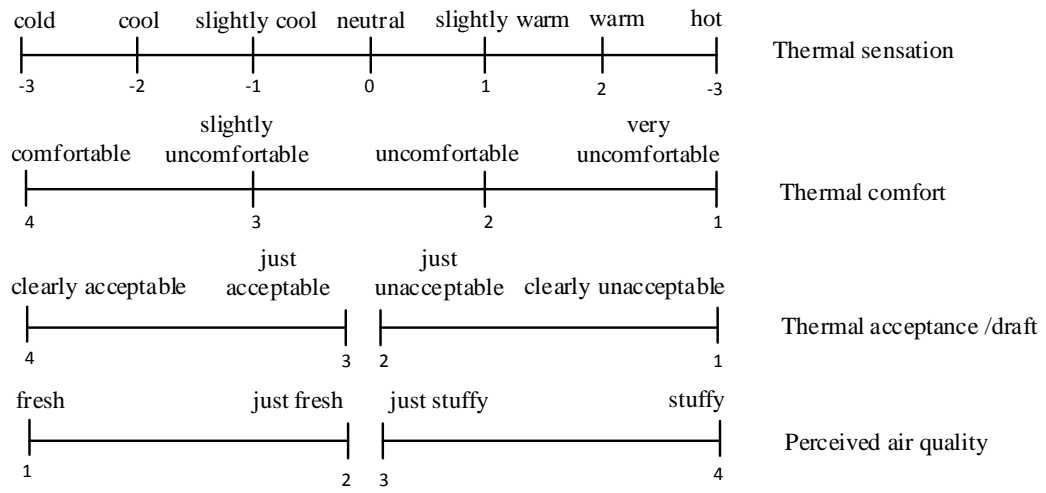 cold cool slightly cool neutral slightly warm warm hot
Thermal sensation
-3 -2 -1 0 1 2 -3
slightly very
comfortable uncomfortable uncomfortable uncomfortable
Thermal comfort
4 3 2 1
just just
clearly acceptable acceptable unacceptable clearly unacceptable
Thermal acceptance /draft
4 3 2 1
fresh just fresh just stuffy stuffy
Perceived air quality
1 2 3 4